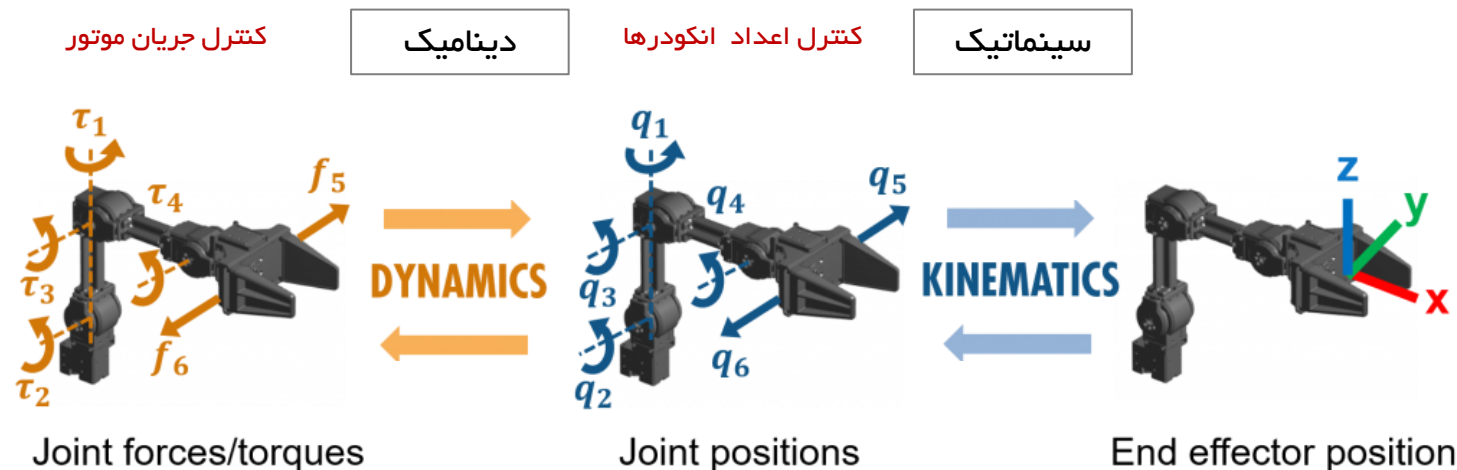 کنترل جریان موتور
دینامیک
کنترل اعداد انکودرها
سینماتیک
τ₁
τ₄
f₅
τ₃
f₆
τ₂
DYNAMICS
q₁
q₄
q₅
q₃
q₆
q₂
KINEMATICS
z
y
x
Joint forces/torques
Joint positions
End effector position